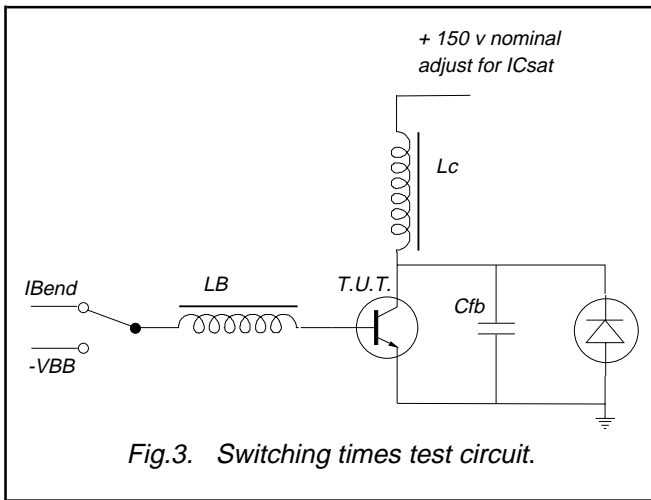 + 150 v nominal
adjust for ICsat
Lc
IBend
LB
T.U.T.
Cfb
-VBB
Fig.3. Switching times test circuit.